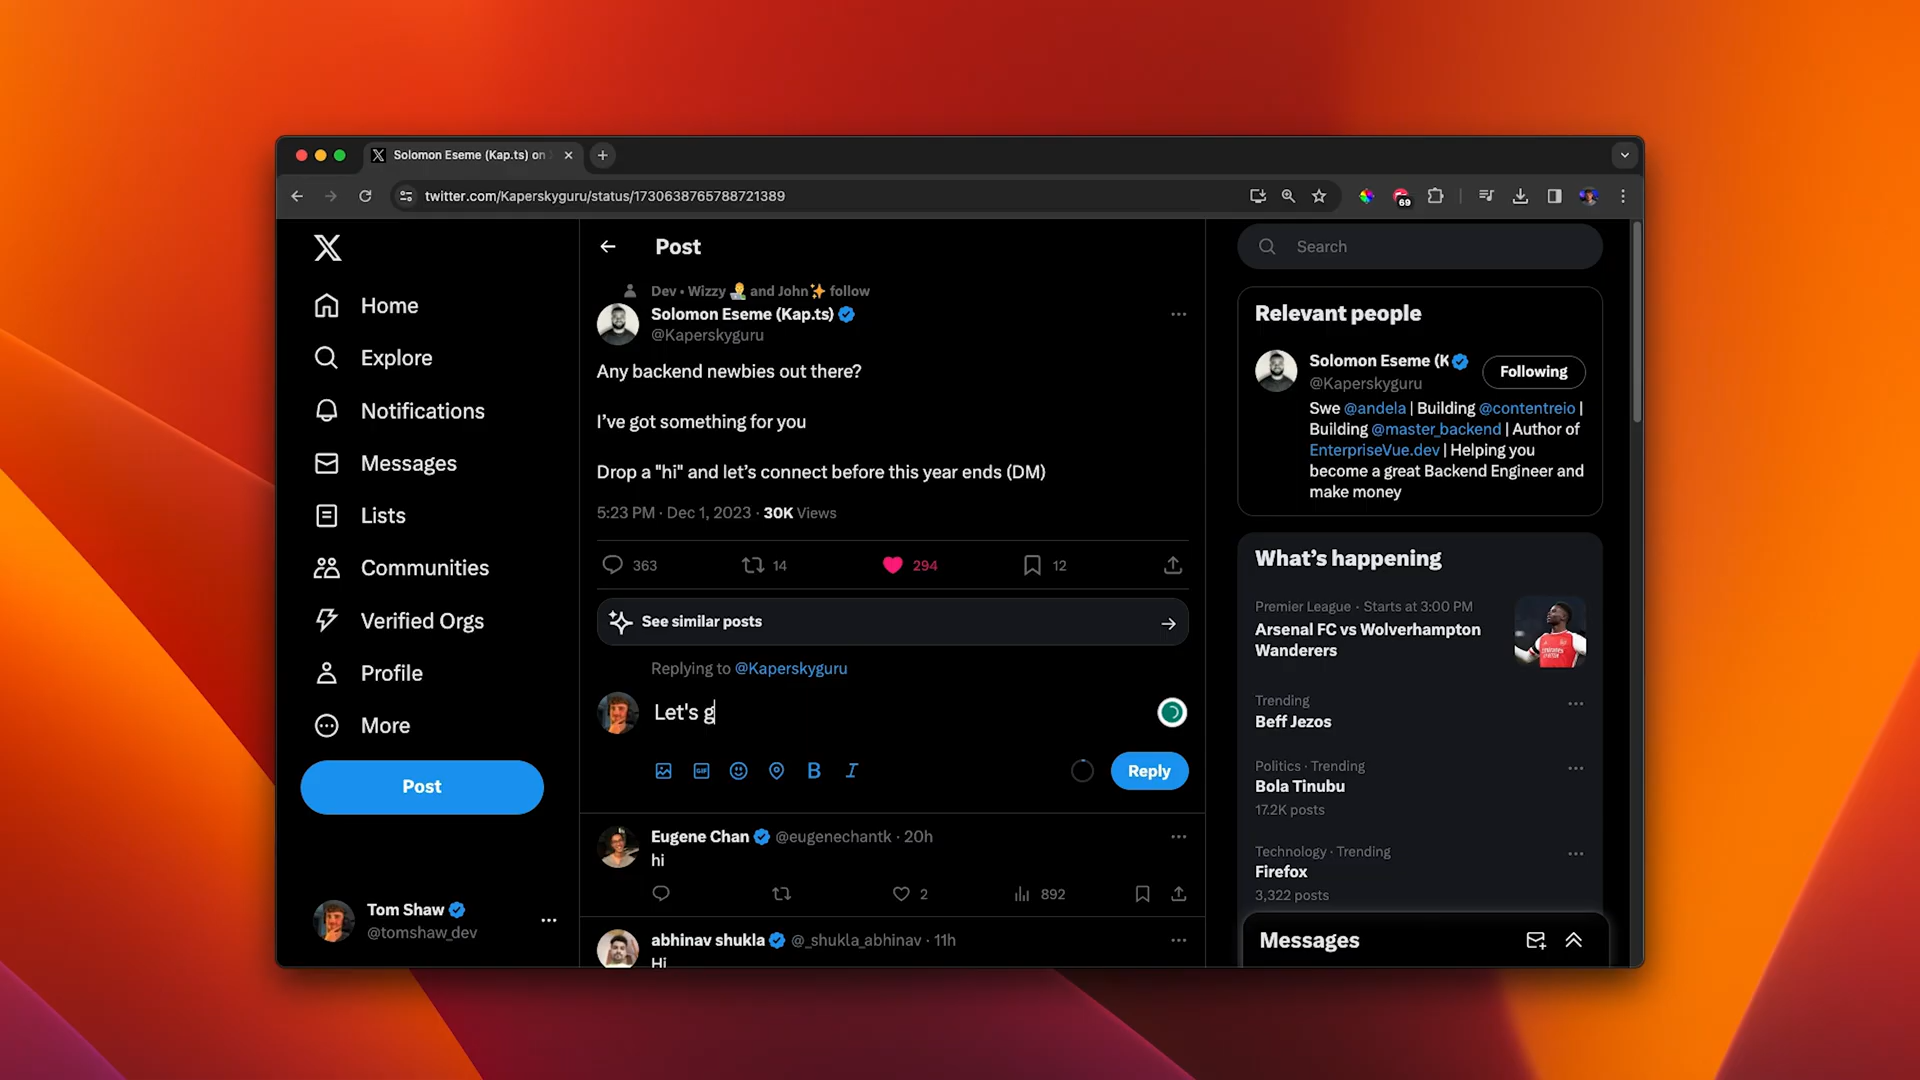 Solomon Eseme (Kap.ts) on
twitter.com/Kaperskyguru/status/1730638765788721389
69
Home
Explore
Notifications
Messages
Lists
Communities
Verified Orgs
Profile
More
Post
Tom Shaw
@tomshaw_dev
Post
Dev • Wizzy and John✨ follow
Solomon Eseme (Kap.ts)
@Kaperskyguru
Any backend newbies out there?
I've got something for you
Drop a "hi" and let's connect before this year ends (DM)
5:23 PM · Dec 1, 2023 · 30K Views
363
14
294
12
See similar posts
Replying to @Kaperskyguru
Let's g
GIF
B
I
Reply
Eugene Chan @eugenechantk · 20h
hi
2
892
abhinav shukla @_shukla_abhinav · 11h
Hi
Search
Relevant people
Solomon Eseme (K
@Kaperskyguru
Following
Swe @andela | Building @contentreio |
Building @master_backend | Author of
EnterpriseVue.dev | Helping you
become a great Backend Engineer and
make money
What's happening
Premier League · Starts at 3:00 PM
Arsenal FC vs Wolverhampton
Wanderers
Trending
Beff Jezos
Politics · Trending
Bola Tinubu
17.2K posts
Technology · Trending
Firefox
3,322 posts
Messages